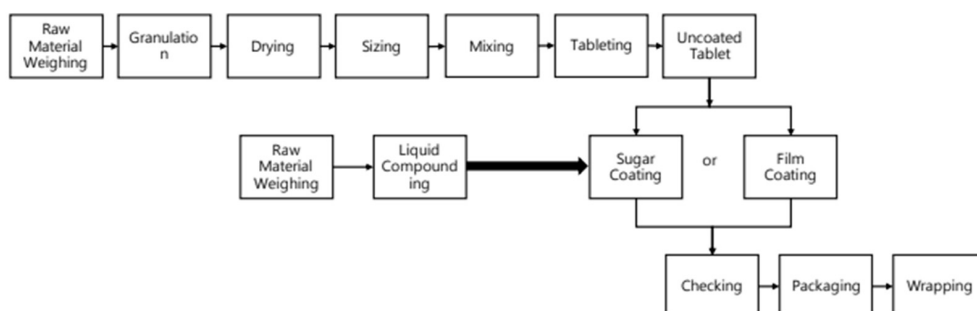 Raw
Material
Weighing
Granulatio
n
Drying
Sizing
Mixing
Tableting
Uncoated
Tablet
Raw
Material
Weighing
Liquid
Compound
ing
Sugar
Coating
or
Film
Coating
Checking
Packaging
Wrapping